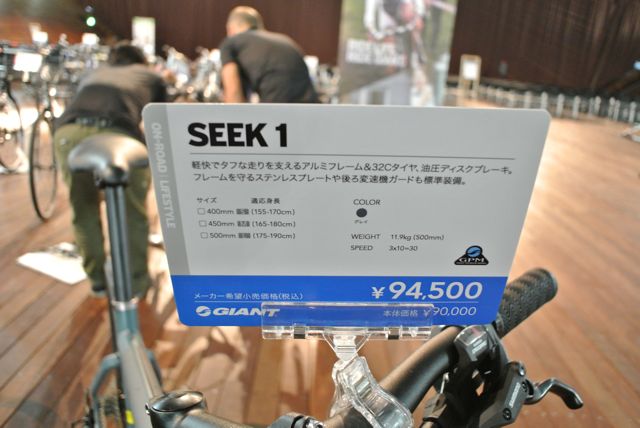 SEEK 1
ON-ROAD | LIFESTYLE
軽快でタフな走りを支えるアルミフレーム&32Cタイヤ、油圧ディスクブレーキ。
フレームを守るステンレスプレートや後ろ変速機ガードも標準装備。
サイズ 適応身長
400mm (155-170cm)
450mm (165-180cm)
500mm (175-190cm)
COLOR
グレイ
WEIGHT 11.9kg (500mm)
SPEED 3x10=30
GPM
メーカー希望小売価格(税込) ¥94,500
GIANT 本体価格 ¥90,000